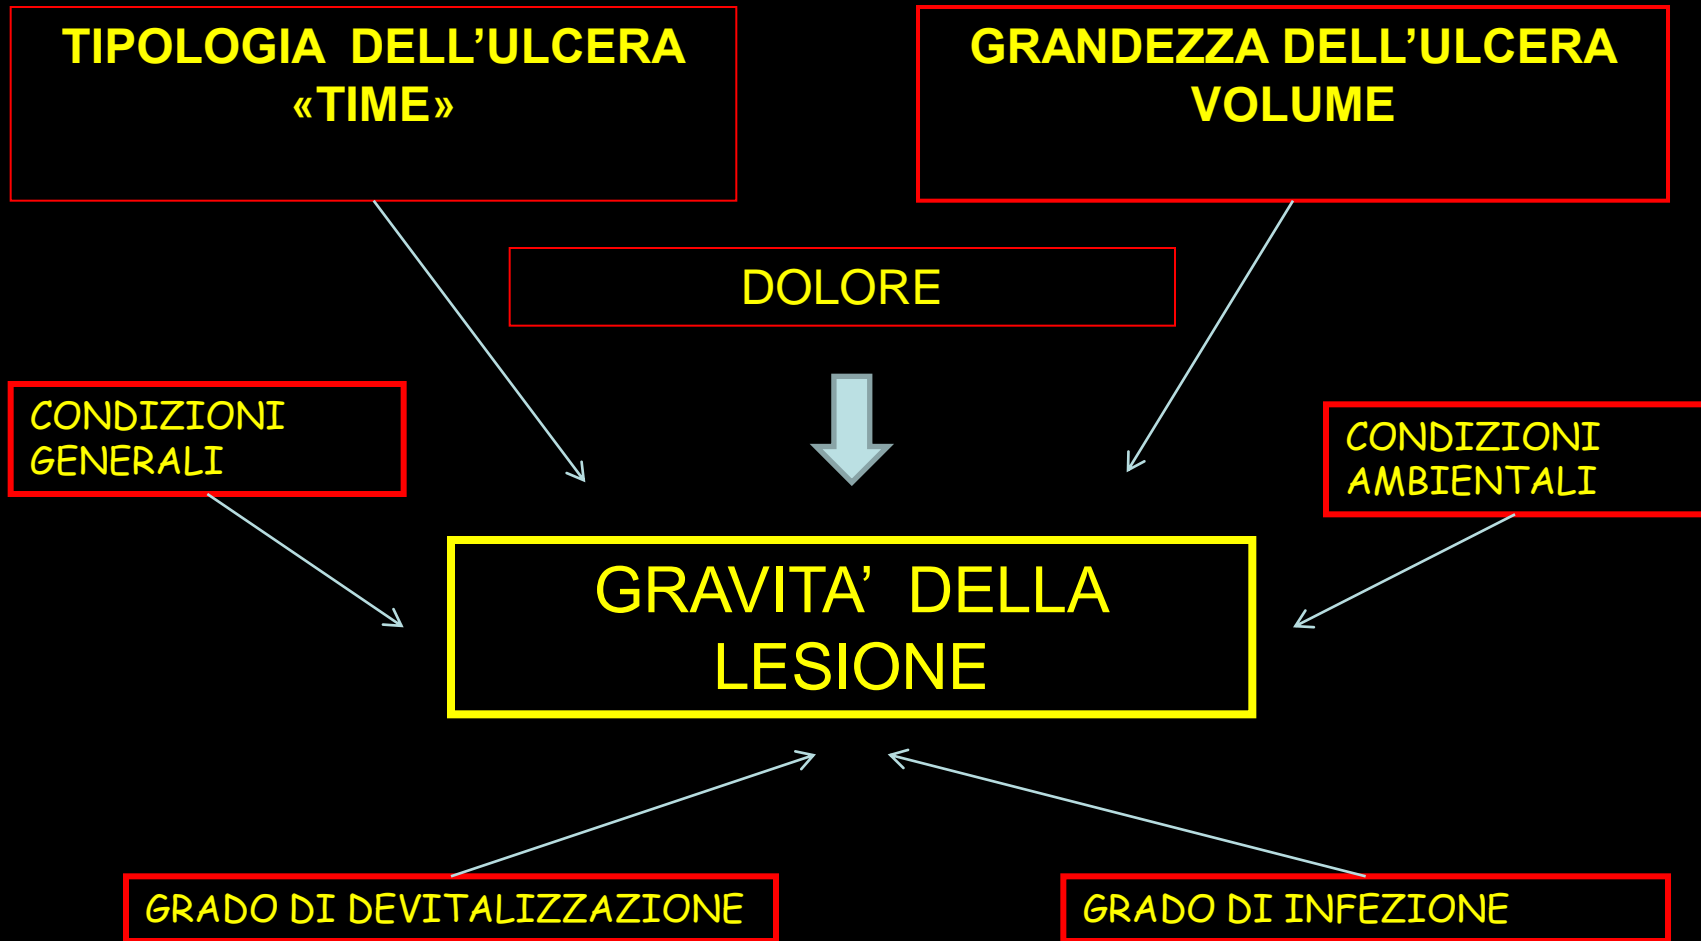 TIPOLOGIA DELL’ULCERA
«TIME»
GRANDEZZA DELL’ULCERA
VOLUME
DOLORE
CONDIZIONI
GENERALI
CONDIZIONI
AMBIENTALI
GRAVITA’ DELLA
LESIONE
GRADO DI DEVITALIZZAZIONE
GRADO DI INFEZIONE